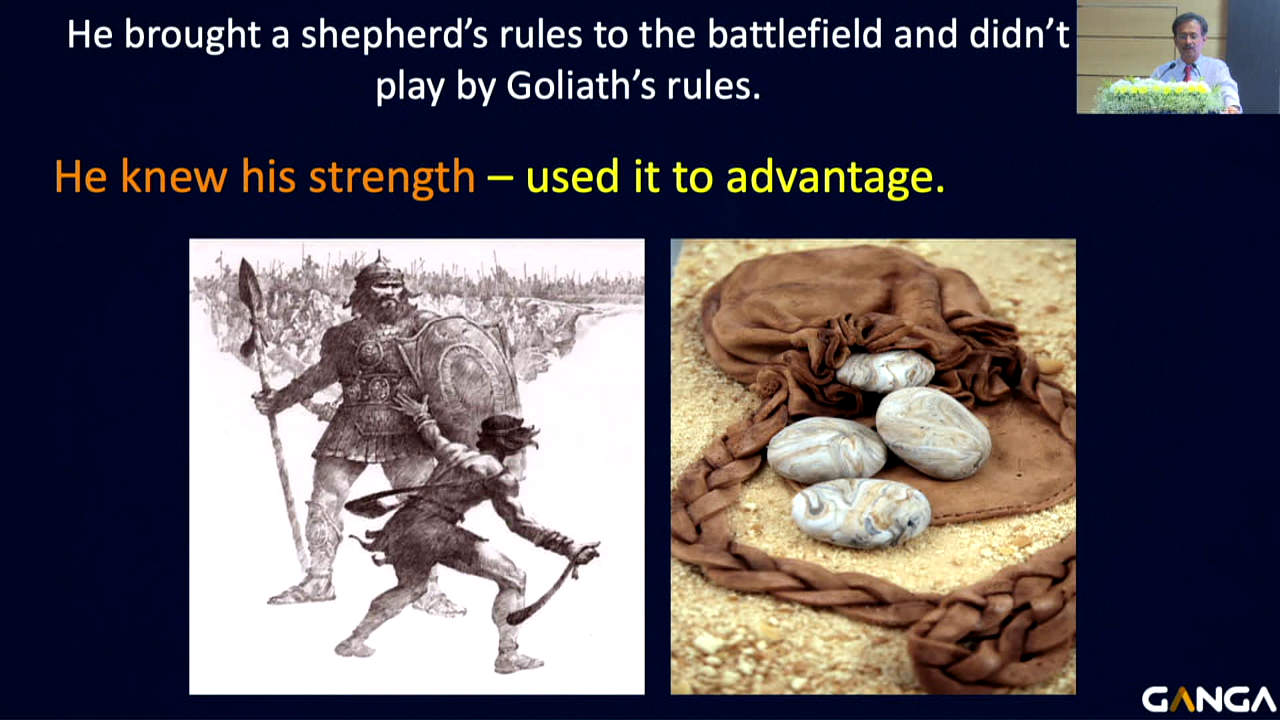 He brought a shepherd’s rules to the battlefield and didn’t
play by Goliath’s rules.
He knew his strength – used it to advantage.
GANGA